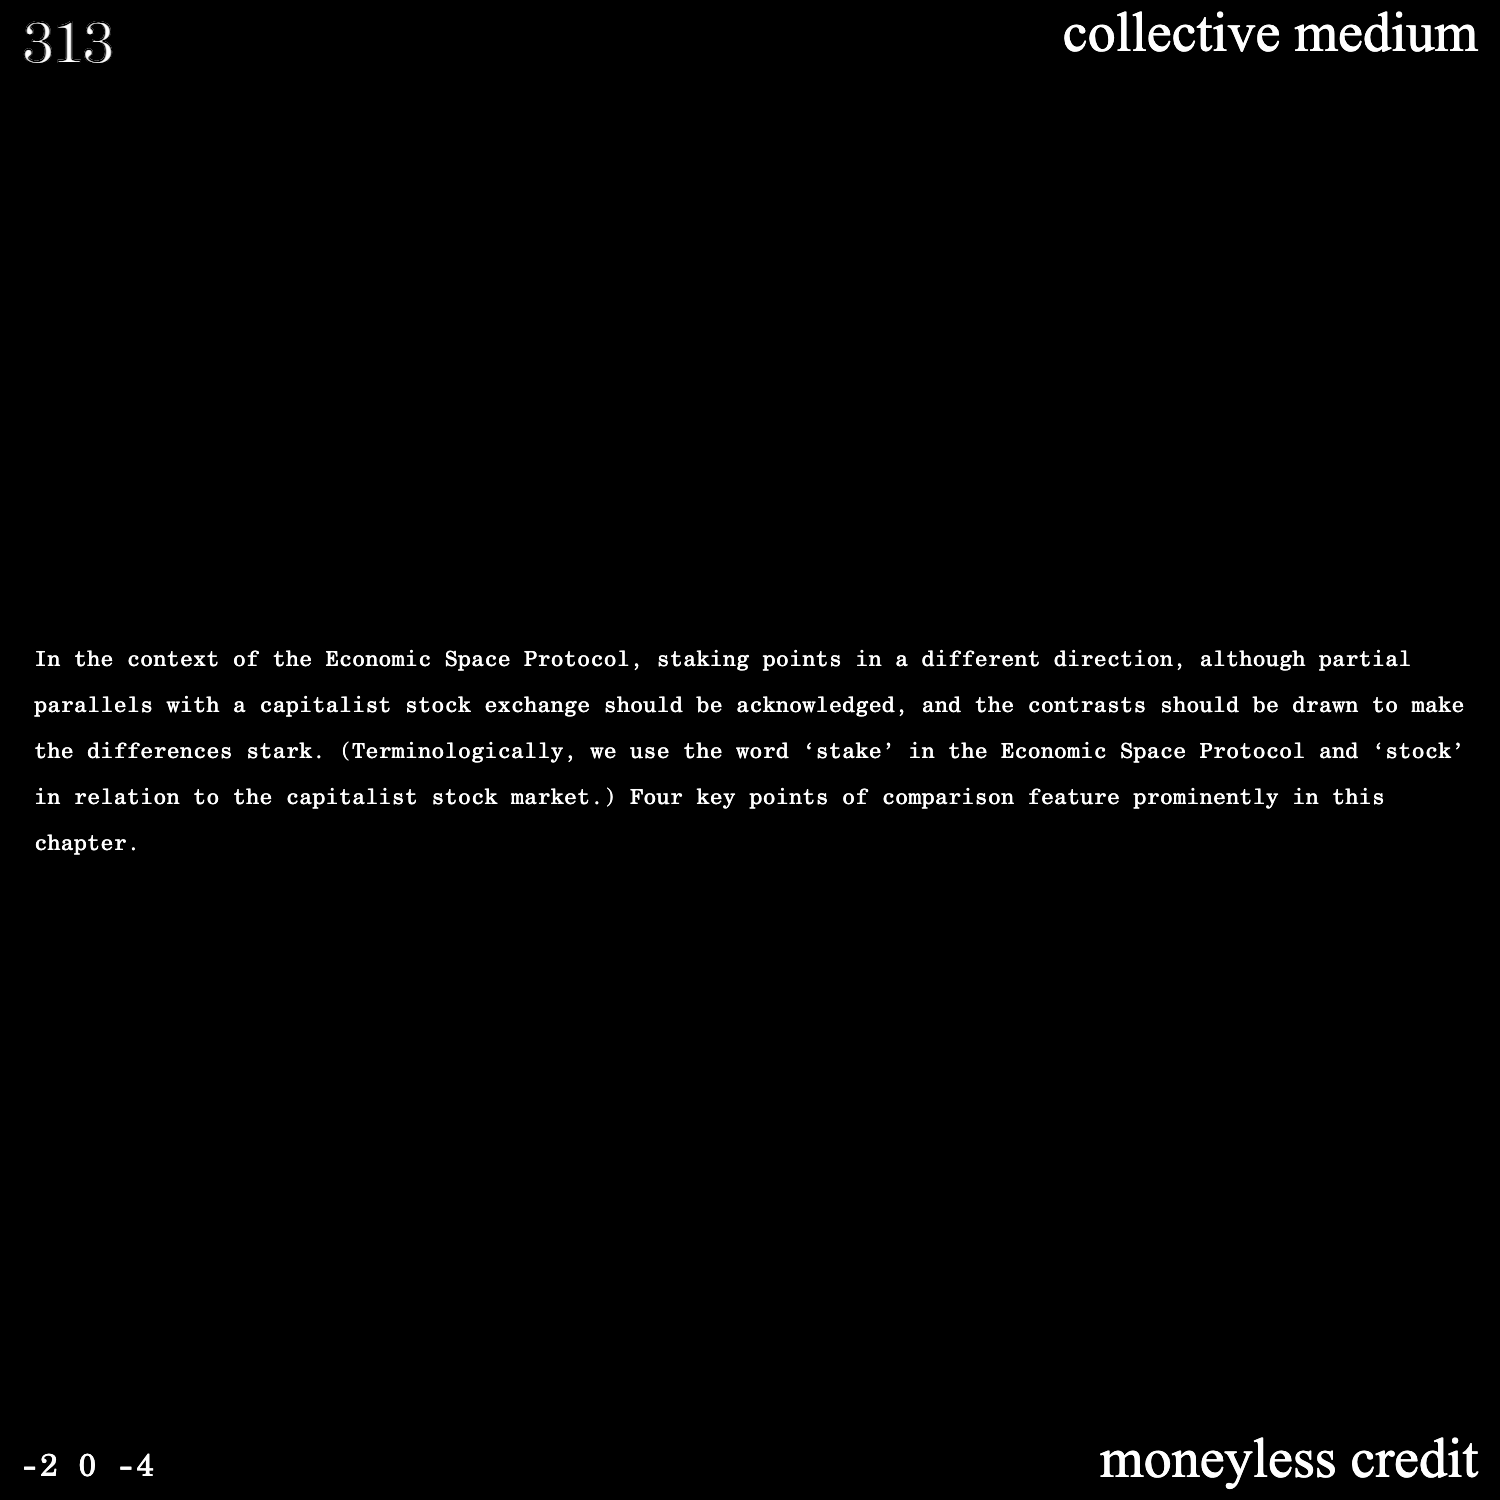 313
collective medium
In the context of the Economic Space Protocol, staking points in a different direction, although partial
parallels with a capitalist stock exchange should be acknowledged, and the contrasts should be drawn to make
the differences stark. (Terminologically, we use the word ‘stake’ in the Economic Space Protocol and ‘stock’
in relation to the capitalist stock market.) Four key points of comparison feature prominently in this
chapter.
-2 0 -4
moneyless credit